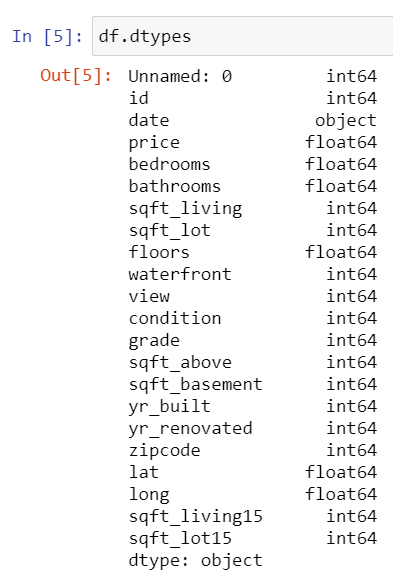 In [5]: df.dtypes
Out[5]: Unnamed: 0 int64
id int64
date object
price float64
bedrooms float64
bathrooms float64
sqft_living int64
sqft_lot int64
floors float64
waterfront int64
view int64
condition int64
grade int64
sqft_above int64
sqft_basement int64
yr_built int64
yr_renovated int64
zipcode int64
lat float64
long float64
sqft_living15 int64
sqft_lot15 int64
dtype: object